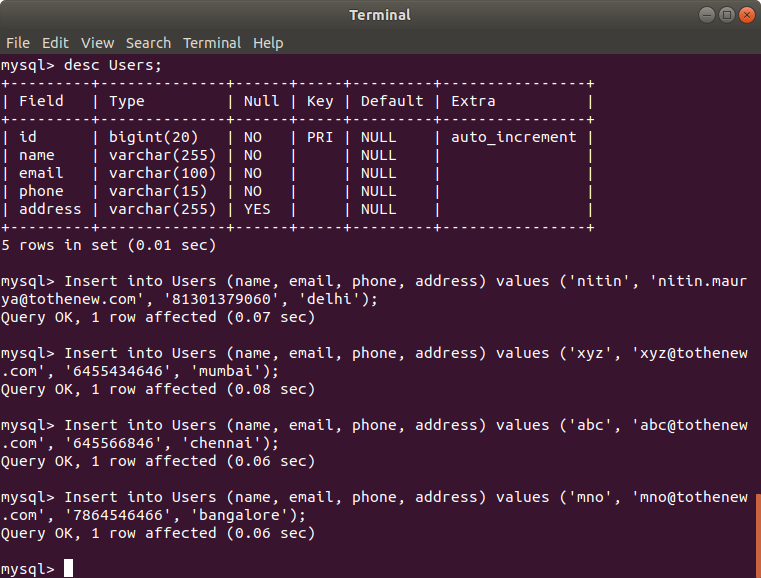 Terminal
File Edit View Search Terminal Help
mysql> desc Users;
+---------+--------------+------+-----+---------+----------------+
| Field   | Type         | Null | Key | Default | Extra          |
+---------+--------------+------+-----+---------+----------------+
| id      | bigint(20)   | NO   | PRI | NULL    | auto_increment |
| name    | varchar(255) | NO   |     | NULL    |                |
| email   | varchar(100) | NO   |     | NULL    |                |
| phone   | varchar(15)  | NO   |     | NULL    |                |
| address | varchar(255) | YES  |     | NULL    |                |
+---------+--------------+------+-----+---------+----------------+
5 rows in set (0.01 sec)
mysql> Insert into Users (name, email, phone, address) values ('nitin', 'nitin.maur
ya@tothenew.com', '81301379060', 'delhi');
Query OK, 1 row affected (0.07 sec)
mysql> Insert into Users (name, email, phone, address) values ('xyz', 'xyz@tothenew
.com', '6455434646', 'mumbai');
Query OK, 1 row affected (0.08 sec)
mysql> Insert into Users (name, email, phone, address) values ('abc', 'abc@tothenew
.com', '645566846', 'chennai');
Query OK, 1 row affected (0.06 sec)
mysql> Insert into Users (name, email, phone, address) values ('mno', 'mno@tothenew
.com', '7864546466', 'bangalore');
Query OK, 1 row affected (0.06 sec)
mysql>